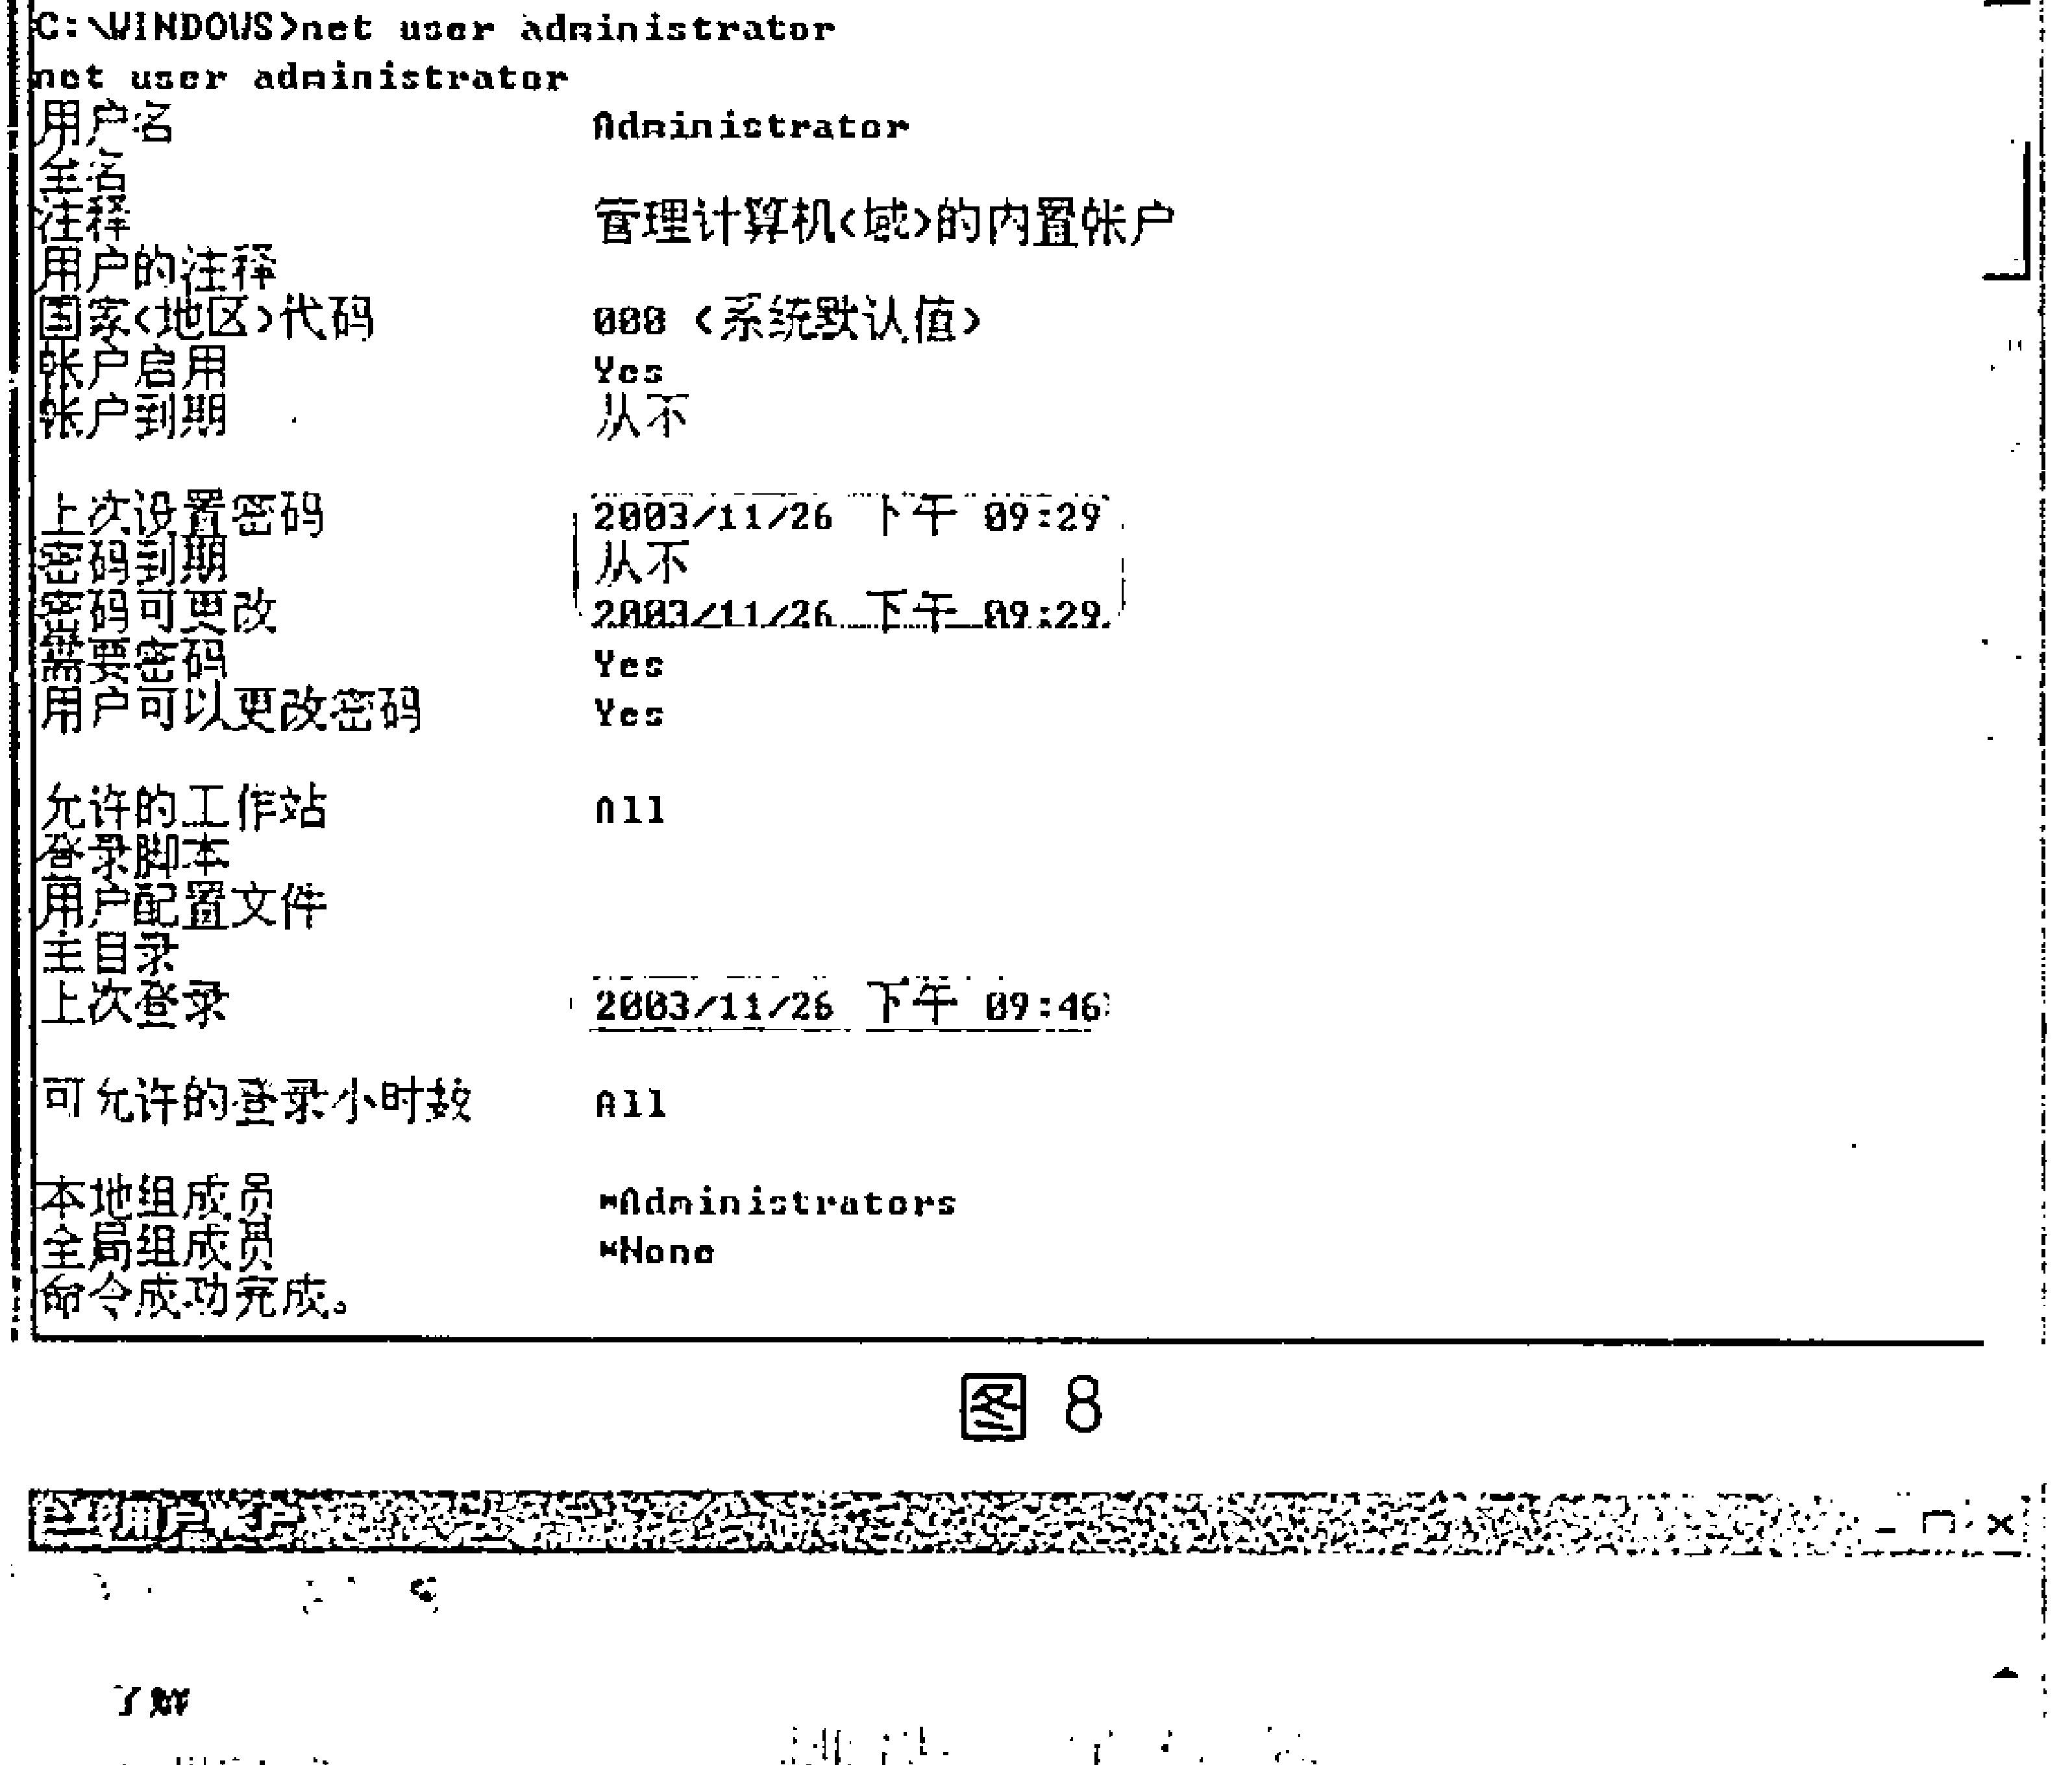 C:\WINDOWS>net user administrator
net user administrator
用户名 Administrator
全名
注释 管理计算机<域>的内置帐户
用户的注释
国家<地区>代码 000 <系统默认值>
帐户启用 Yes
帐户到期 从不
上次设置密码 2003/11/26 下午 09:29
密码到期 从不
密码可更改 2003/11/26 下午 09:29
需要密码 Yes
用户可以更改密码 Yes
允许的工作站 All
登录脚本
用户配置文件
主目录
上次登录 2003/11/26 下午 09:46
可允许的登录小时数 All
本地组成员 *Administrators
全局组成员 *None
命令成功完成。
图 8
用户帐户
了解